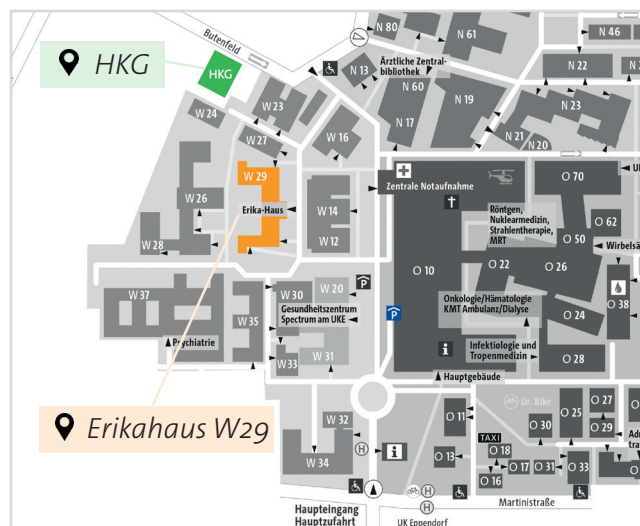 N 80
N 61
N 46
Butenfeld
HKG
HKG
Ärztliche Zentral-
bibliothek
N 13
N 60
N 22
W 23
N 19
N 23
W 24
N 17
W 16
N 21
N 20
W 27
W 29
Zentrale Notaufnahme
O 70
W 26
Erika-Haus
W 14
Röntgen,
Nuklearmedizin,
Strahlentherapie,
MRT
O 62
O 50
Wirbelsä
W 28
W 12
O 10
O 22
O 26
W 37
W 30
W 20
P
Gesundheitszentrum
Spectrum am UKE
P
Onkologie/Hämatologie
KMT Ambulanz/Dialyse
O 38
O 24
W 35
Psychiatrie
W 33
W 31
i
Infektiologie und
Tropenmedizin
O 28
Hauptgebäude
Dr. Bike
O 27
O 25
O 29
O 11
O 30
Erikahaus W29
W 32
H
W 34
i
O 13
TAXI
O 18
O 17
O 31
O 33
O 16
H
Martinistraße
Haupteingang
Hauptzufahrt
H
UK Eppendorf